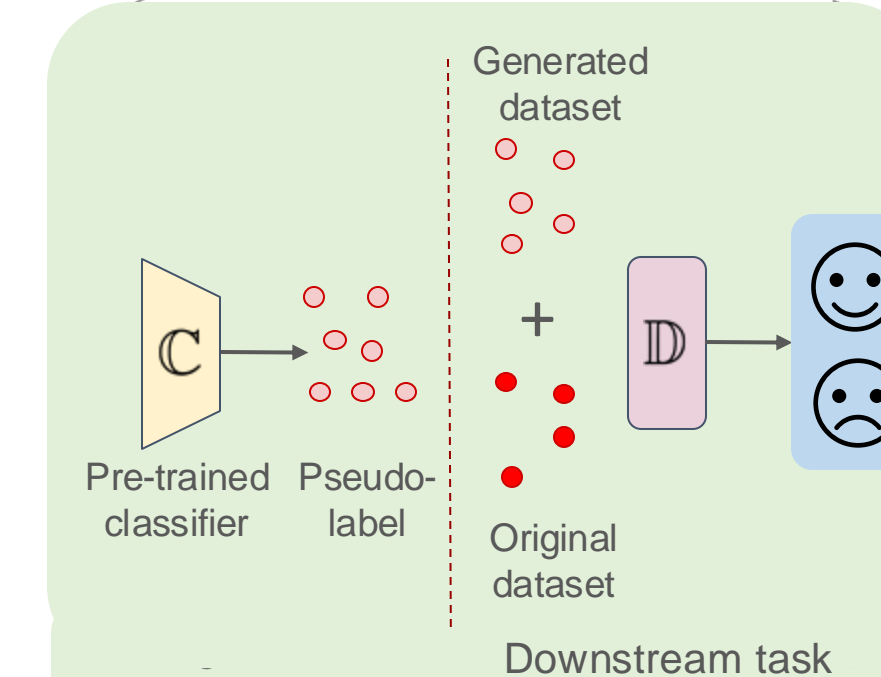 ℂ
Pre-trained
classifier
Pseudo-
label
Generated
dataset
+
Original
dataset
𝔻
Downstream task